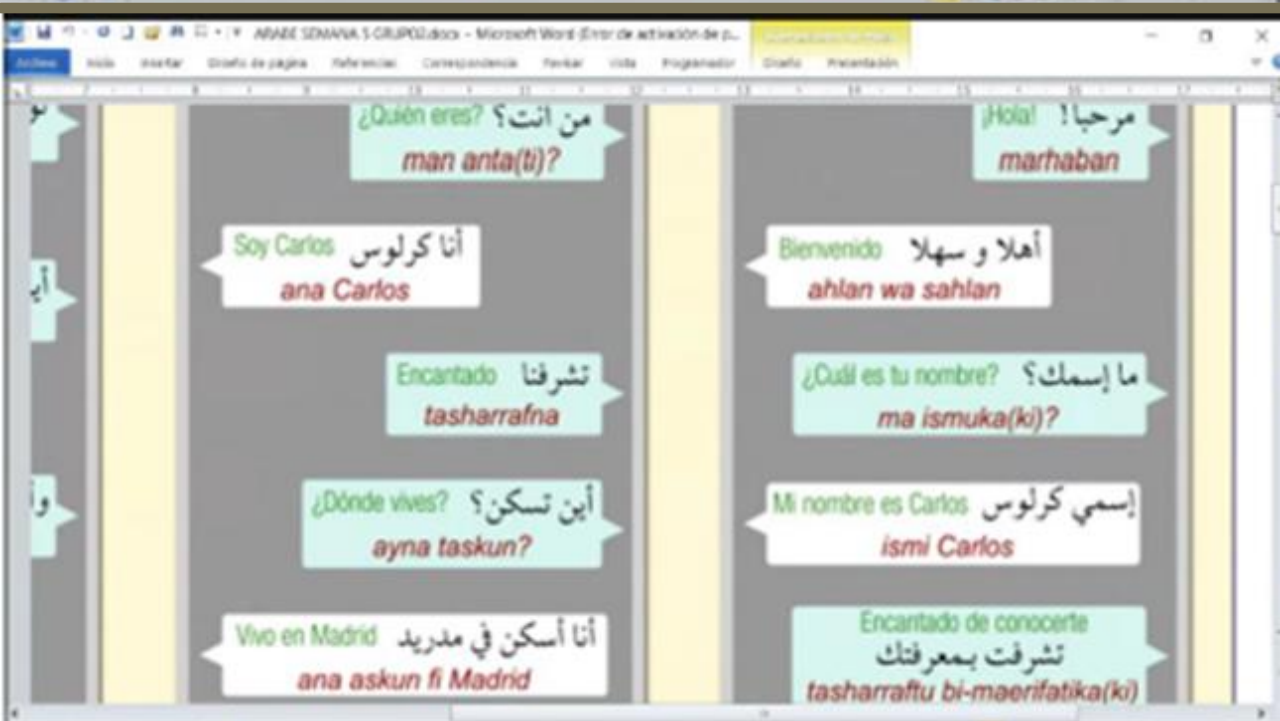 ARABE SEMANA 5 GRUPO2.docx - Microsoft Word (Error de activación de p...
Archivo Inicio Insertar Diseño de página Referencias Correspondencia Revisar Vista Programador Diseño Presentación
¿Quién eres? من انت؟
man anta(ti)?
Soy Carlos أنا كرلوس
ana Carlos
Encantado تشرفنا
tasharrafna
¿Dónde vives? أين تسكن؟
ayna taskun?
Vivo en Madrid أنا أسكن في مدريد
ana askun fi Madrid
¡Hola! مرحبا!
marhaban
Bienvenido أهلا و سهلا
ahlan wa sahlan
¿Cuál es tu nombre? ما إسمك؟
ma ismuka(ki)?
Mi nombre es Carlos إسمي كرلوس
ismi Carlos
Encantado de conocerte
تشرفت بمعرفتك
tasharraftu bi-maerifatika(ki)